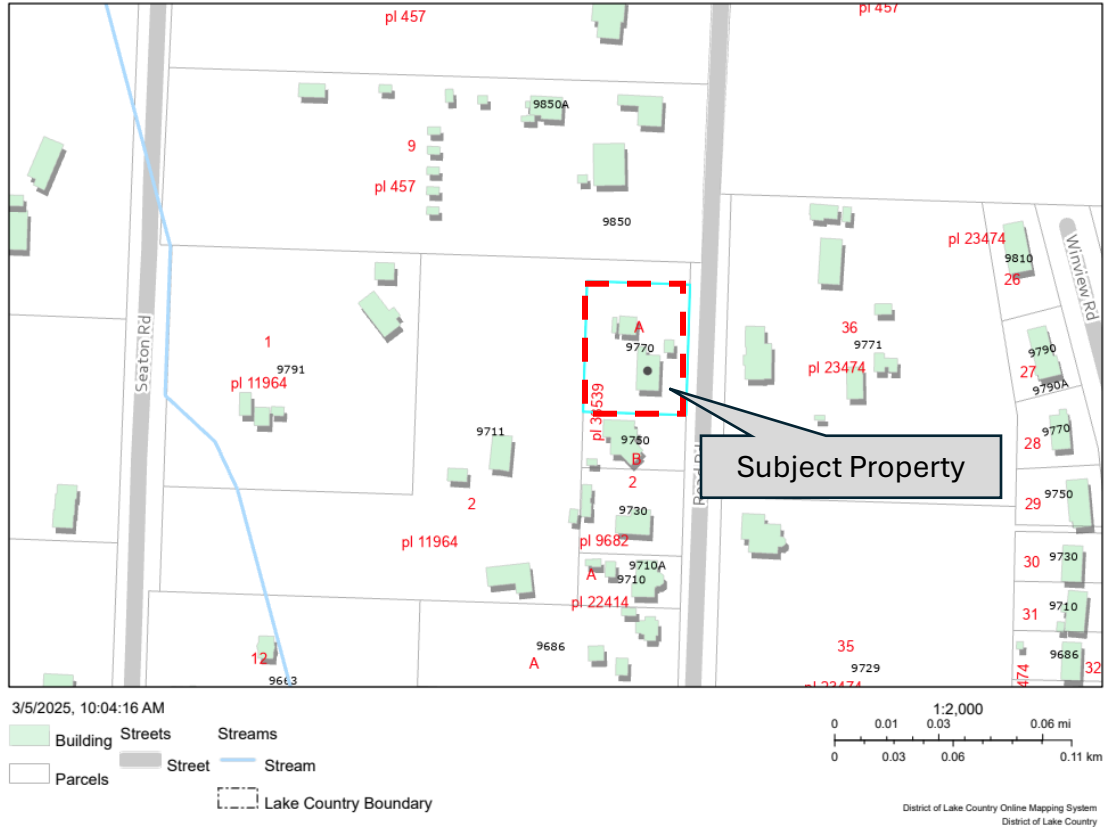 pl 457
pl 457
9850A
9
pl 457
9850
pl 23474
9810
26
Winview Rd
Seaton Rd
1
9791
pl 11964
A
9770
36
9771
pl 23474
9790
27
9790A
9711
9750
B
2
2
9730
pl 9682
pl 11964
Subject Property
9770
28
9750
29
A
9710A
9710
pl 22414
30
9730
31
9710
9686
A
35
9729
pl 23474
9686
32
474
12
9663
3/5/2025, 10:04:16 AM
Building
Streets
Streams
Street
Stream
Parcels
Lake Country Boundary
1:2,000
0 0.01 0.03 0.06 mi
0 0.03 0.06 0.11 km
District of Lake Country Online Mapping System
District of Lake Country